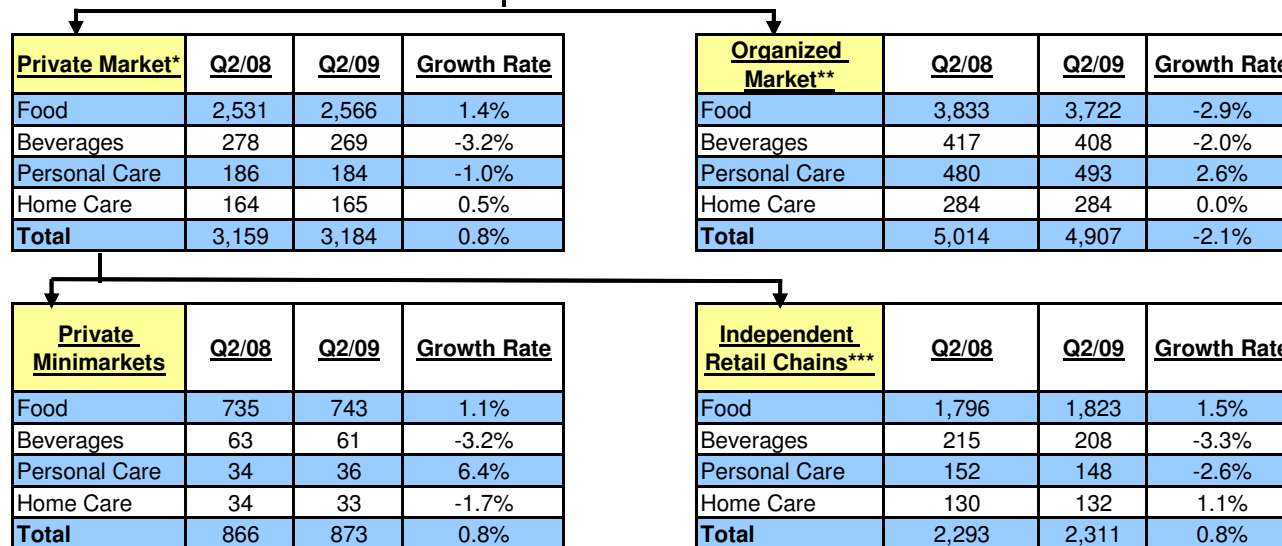 Private Market* Q2/08 Q2/09 Growth Rate
Food 2,531 2,566 1.4%
Beverages 278 269 -3.2%
Personal Care 186 184 -1.0%
Home Care 164 165 0.5%
Total 3,159 3,184 0.8%
Organized
Market** Q2/08 Q2/09 Growth Rate
Food 3,833 3,722 -2.9%
Beverages 417 408 -2.0%
Personal Care 480 493 2.6%
Home Care 284 284 0.0%
Total 5,014 4,907 -2.1%
Private
Minimarkets Q2/08 Q2/09 Growth Rate
Food 735 743 1.1%
Beverages 63 61 -3.2%
Personal Care 34 36 6.4%
Home Care 34 33 -1.7%
Total 866 873 0.8%
Independent
Retail Chains*** Q2/08 Q2/09 Growth Rate
Food 1,796 1,823 1.5%
Beverages 215 208 -3.3%
Personal Care 152 148 -2.6%
Home Care 130 132 1.1%
Total 2,293 2,311 0.8%